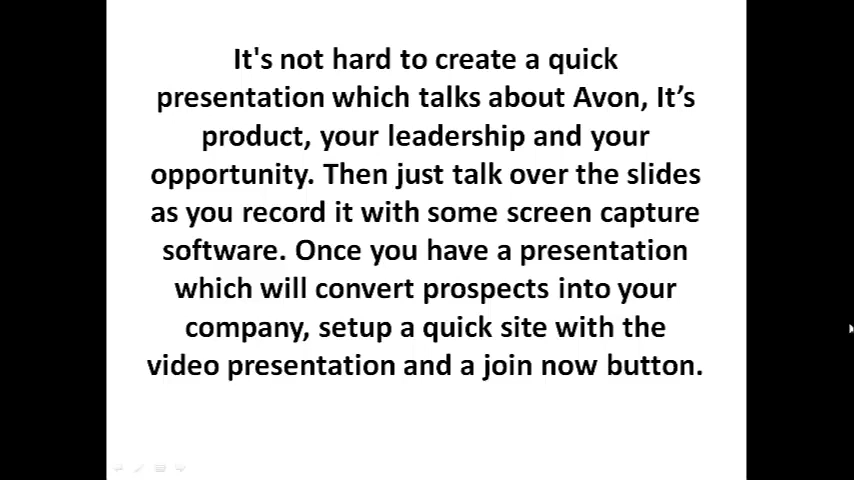 It's not hard to create a quick
presentation which talks about Avon, It’s
product, your leadership and your
opportunity. Then just talk over the slides
as you record it with some screen capture
software. Once you have a presentation
which will convert prospects into your
company, setup a quick site with the
video presentation and a join now button.